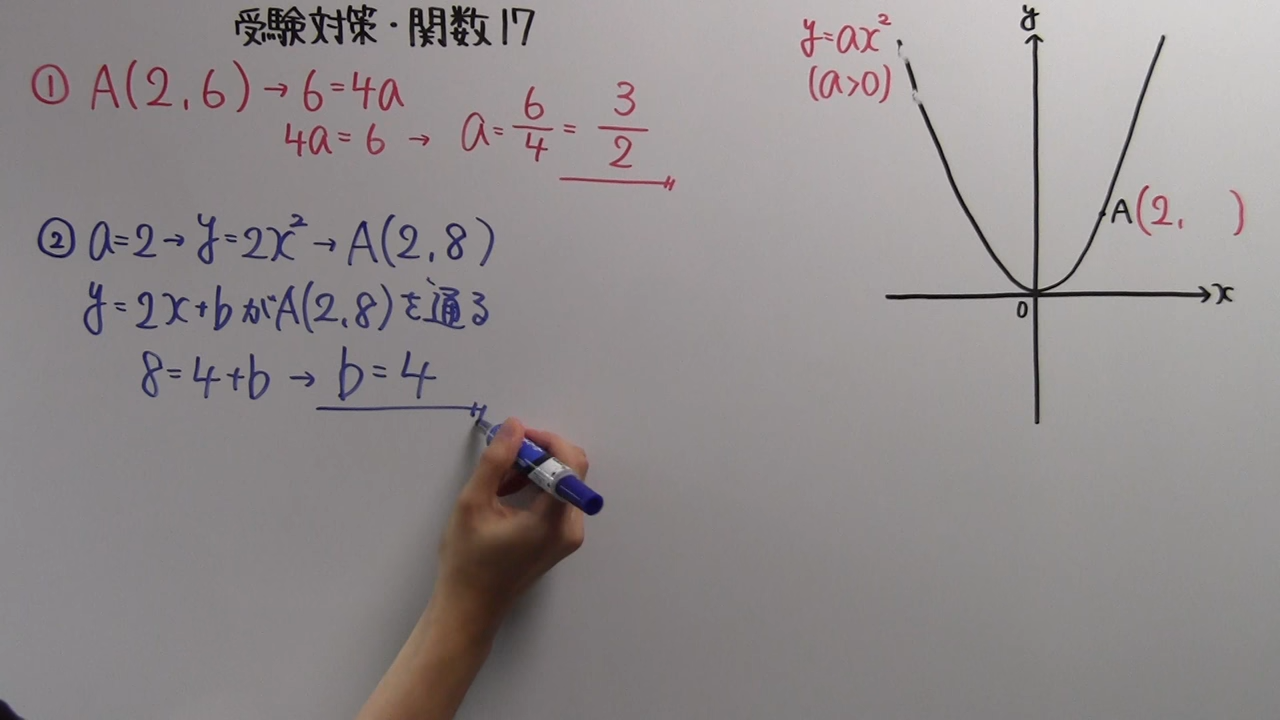 受験対策・関数17
① A(2,6) → 6=4a
4a=6 → a=6/4=3/2
② a=2→y=2x²→A(2,8)
y=2x+bがA(2,8)を通る
8=4+b → b=4
y=ax²
(a>0)
y
A(2, )
x
0